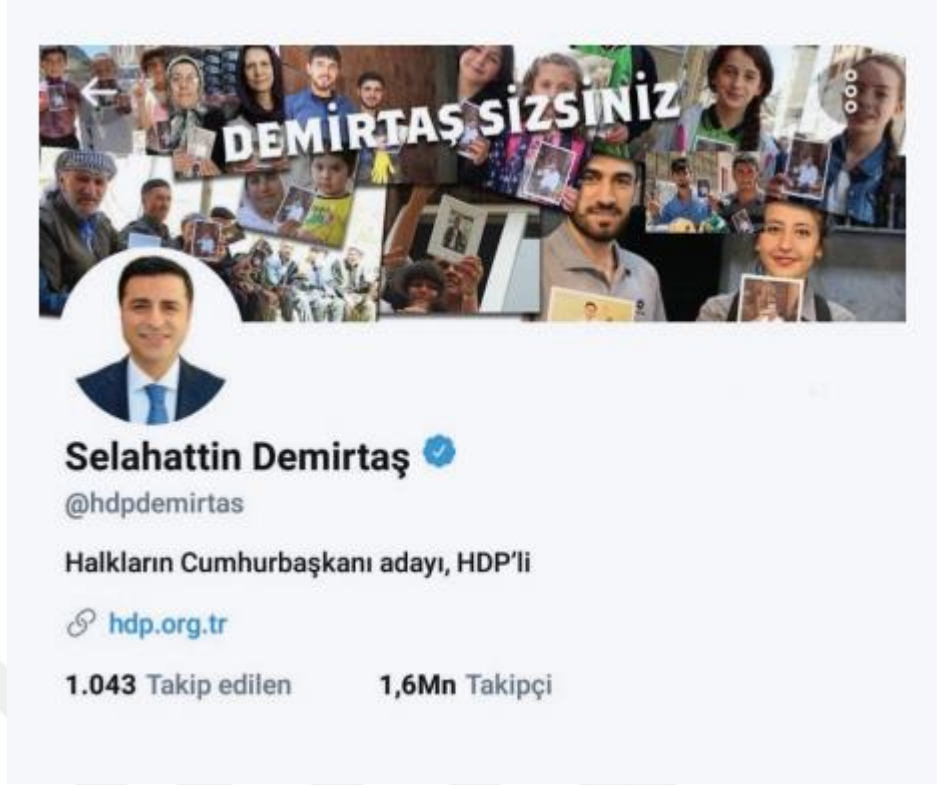 DEMİRTAŞ SİZSİNİZ
Selahattin Demirtaş
@hdpdemirtas
Halkların Cumhurbaşkanı adayı, HDP'li
hdp.org.tr
1.043 Takip edilen 1,6Mn Takipçi